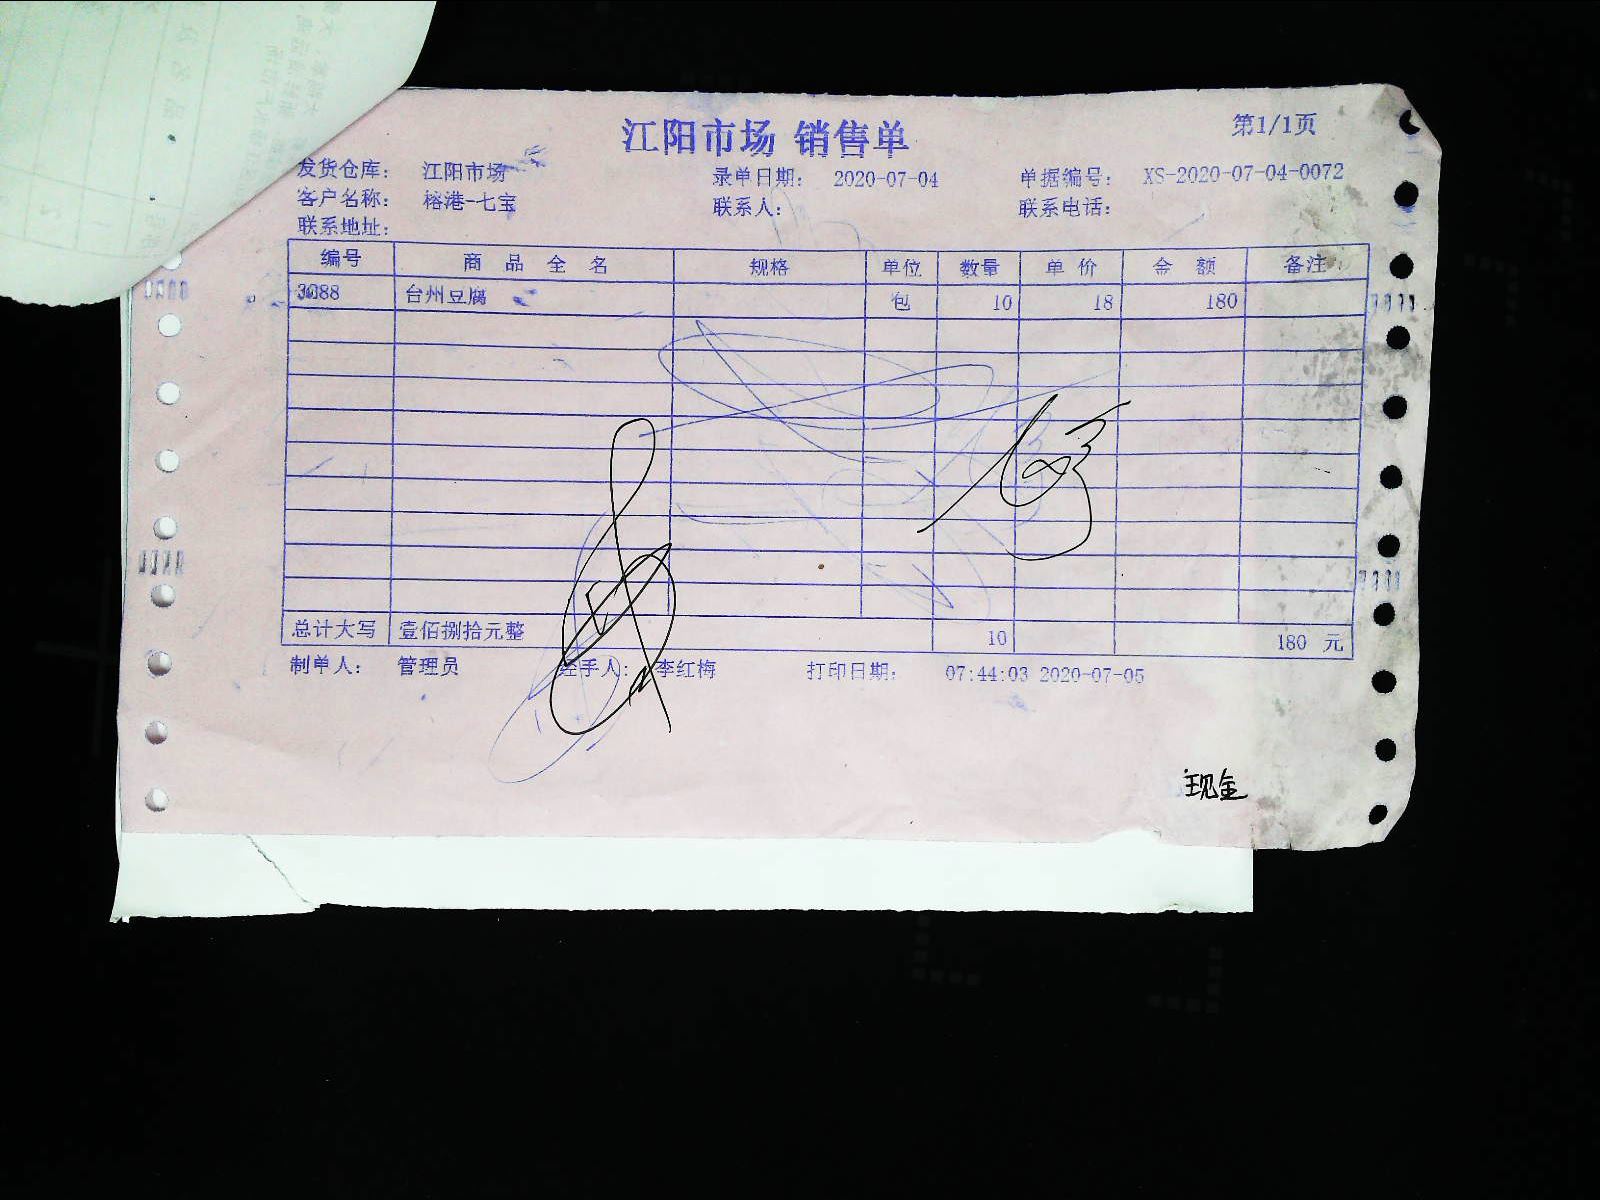 江阳市场 销售单
第1/1页
发货仓库： 江阳市场 录单日期： 2020-07-04 单据编号： XS-2020-07-04-0072
客户名称： 榕港-七宝 联系人： 联系电话：
联系地址：
编号 商品全名 规格 单位 数量 单价 金额 备注
3088 台州豆腐 包 10 18 180
总计大写 壹佰捌拾元整 10 180 元
制单人： 管理员 经手人： 李红梅 打印日期： 07:44:03 2020-07-05
现金